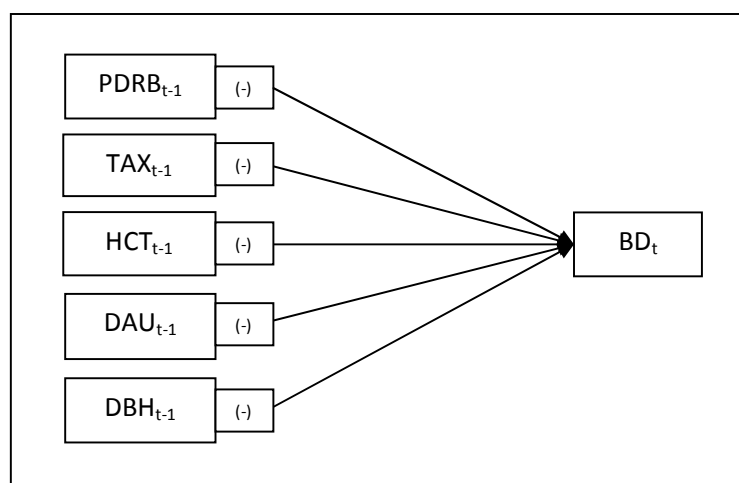 PDRBt-1 (-)
TAXt-1 (-)
HCTt-1 (-) BDt
DAUt-1 (-)
DBHt-1 (-)